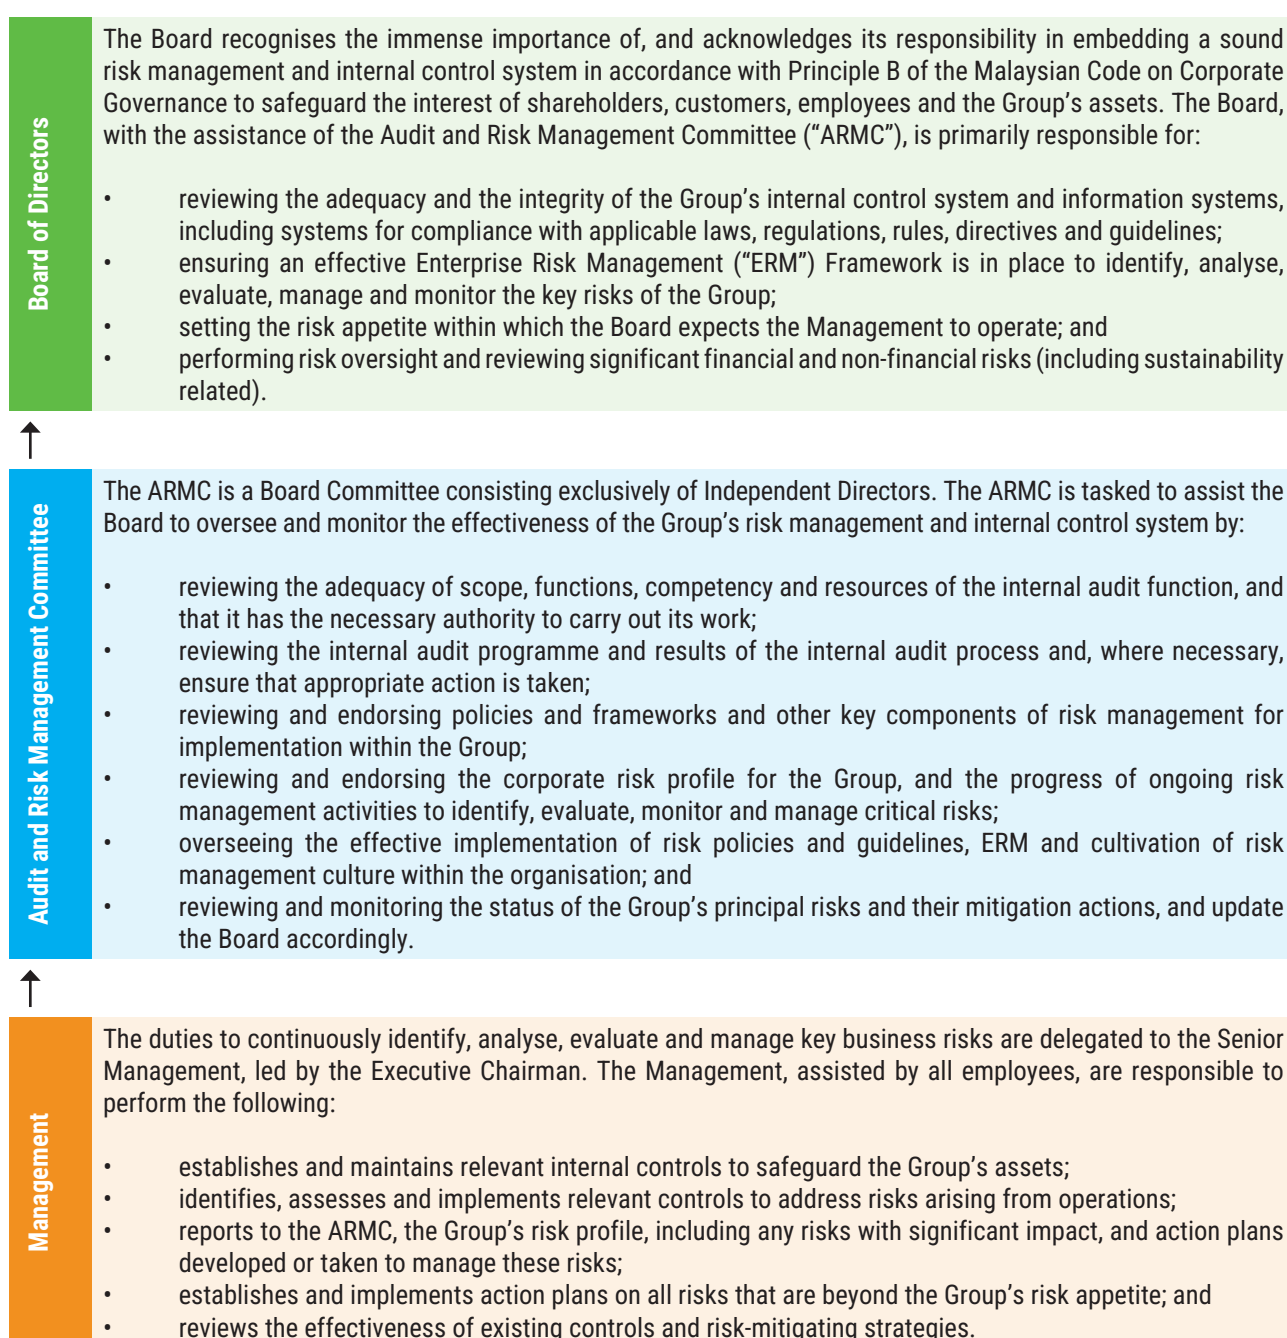 Board of Directors
The Board recognises the immense importance of, and acknowledges its responsibility in embedding a sound
risk management and internal control system in accordance with Principle B of the Malaysian Code on Corporate
Governance to safeguard the interest of shareholders, customers, employees and the Group’s assets. The Board,
with the assistance of the Audit and Risk Management Committee (“ARMC”), is primarily responsible for:
• reviewing the adequacy and the integrity of the Group’s internal control system and information systems,
including systems for compliance with applicable laws, regulations, rules, directives and guidelines;
• ensuring an effective Enterprise Risk Management (“ERM”) Framework is in place to identify, analyse,
evaluate, manage and monitor the key risks of the Group;
• setting the risk appetite within which the Board expects the Management to operate; and
• performing risk oversight and reviewing significant financial and non-financial risks (including sustainability
related).
Audit and Risk Management Committee
The ARMC is a Board Committee consisting exclusively of Independent Directors. The ARMC is tasked to assist the
Board to oversee and monitor the effectiveness of the Group’s risk management and internal control system by:
• reviewing the adequacy of scope, functions, competency and resources of the internal audit function, and
that it has the necessary authority to carry out its work;
• reviewing the internal audit programme and results of the internal audit process and, where necessary,
ensure that appropriate action is taken;
• reviewing and endorsing policies and frameworks and other key components of risk management for
implementation within the Group;
• reviewing and endorsing the corporate risk profile for the Group, and the progress of ongoing risk
management activities to identify, evaluate, monitor and manage critical risks;
• overseeing the effective implementation of risk policies and guidelines, ERM and cultivation of risk
management culture within the organisation; and
• reviewing and monitoring the status of the Group’s principal risks and their mitigation actions, and update
the Board accordingly.
Management
The duties to continuously identify, analyse, evaluate and manage key business risks are delegated to the Senior
Management, led by the Executive Chairman. The Management, assisted by all employees, are responsible to
perform the following:
• establishes and maintains relevant internal controls to safeguard the Group’s assets;
• identifies, assesses and implements relevant controls to address risks arising from operations;
• reports to the ARMC, the Group’s risk profile, including any risks with significant impact, and action plans
developed or taken to manage these risks;
• establishes and implements action plans on all risks that are beyond the Group’s risk appetite; and
• reviews the effectiveness of existing controls and risk-mitigating strategies.